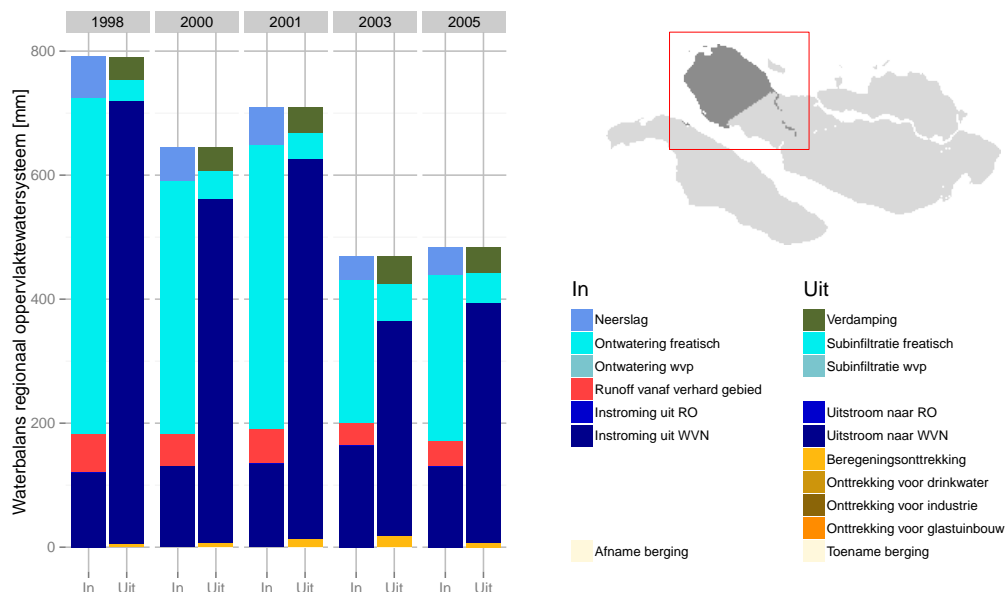 1998 2000 2001 2003 2005
Waterbalans regionaal oppervlaktewatersysteem [mm]
800
600
400
200
0
In Uit In Uit In Uit In Uit In Uit
In
Neerslag
Ontwatering freatisch
Ontwatering wvp
Runoff vanaf verhard gebied
Instroming uit RO
Instroming uit WVN
Afname berging
Uit
Verdamping
Subinfiltratie freatisch
Subinfiltratie wvp
Uitstroom naar RO
Uitstroom naar WVN
Beregeningsonttrekking
Onttrekking voor drinkwater
Onttrekking voor industrie
Onttrekking voor glastuinbouw
Toename berging